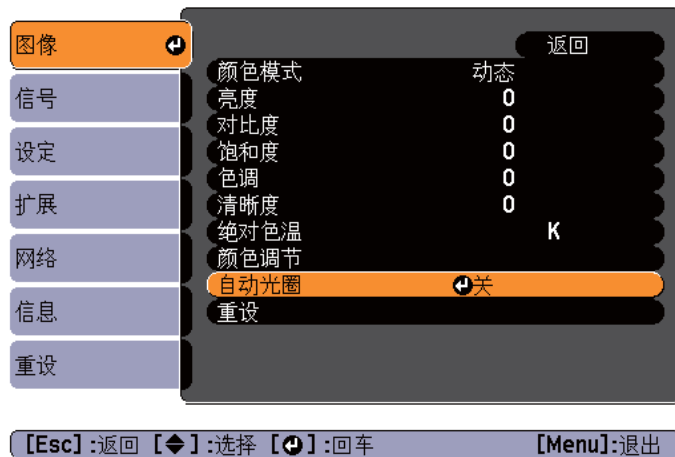 图像
信号
设定
扩展
网络
信息
重设
返回
颜色模式 动态
亮度 0
对比度 0
饱和度 0
色调 0
清晰度 0
绝对色温 K
颜色调节
自动光圈 关
重设
[Esc]:返回 [◆]:选择 [↵]:回车 [Menu]:退出